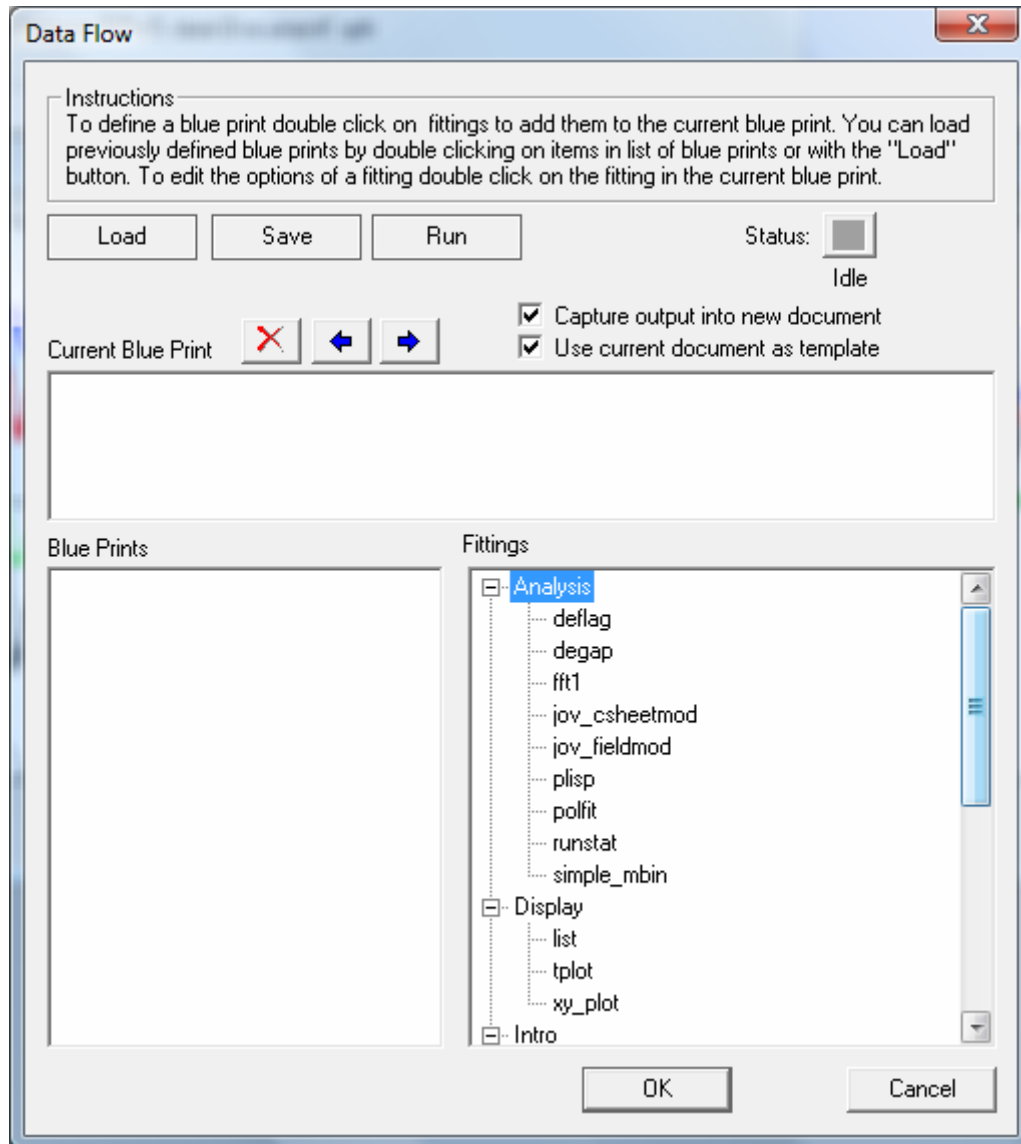 Data Flow
Instructions
To define a blue print double click on fittings to add them to the current blue print. You can load
previously defined blue prints by double clicking on items in list of blue prints or with the "Load"
button. To edit the options of a fitting double click on the fitting in the current blue print.
Load Save Run Status:
Idle
Capture output into new document
Current Blue Print Use current document as template
Blue Prints Fittings
Analysis
deflag
degap
fft1
jov_csheetmod
jov_fieldmod
plisp
polfit
runstat
simple_mbin
Display
list
tplot
xy_plot
Intro
OK Cancel